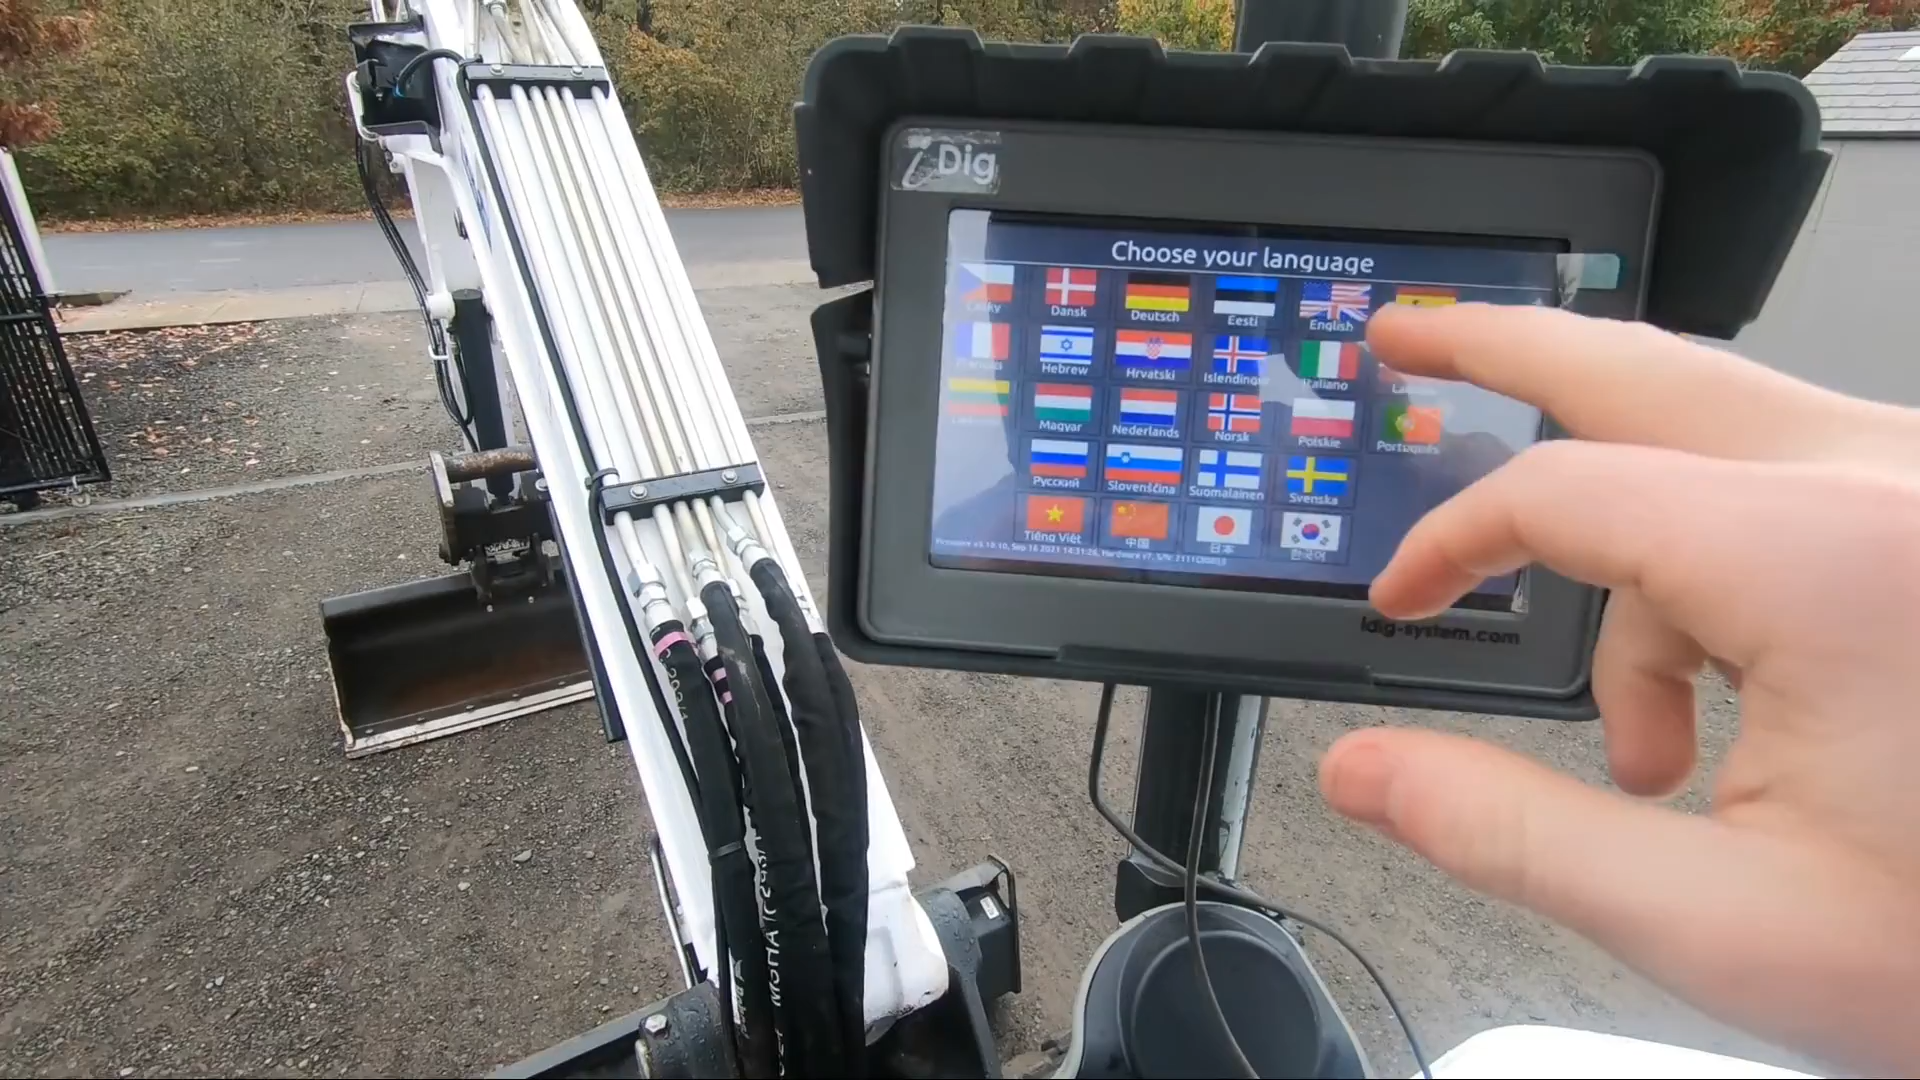 iDig
Choose your language
Česky
Dansk
Deutsch
Eesti
English
Hebrew
Hrvatski
Italiano
Magyar
Nederlands
Norsk
Polskie
Português
Русский
Slovenščina
Suomalainen
Svenska
Tiếng Việt
中国
日本
한국어
idig-system.com